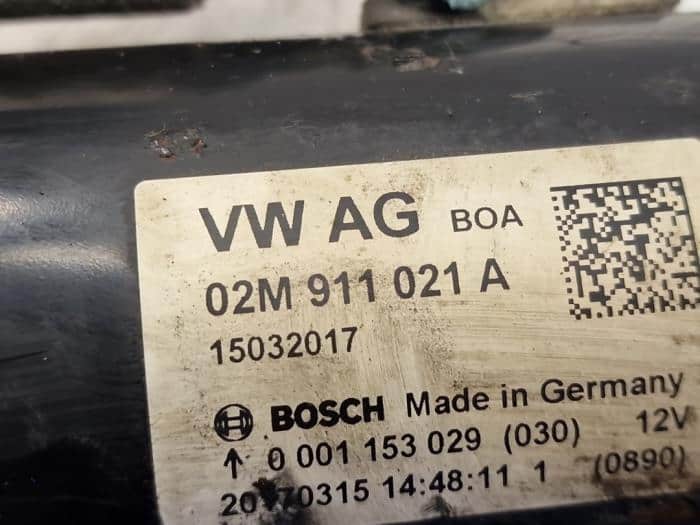 VW AG BOA
02M 911 021 A
15032017
BOSCH Made in Germany
↑ 0 001 153 029 (030) 12V
20170315 14:48:11 1 (0890)